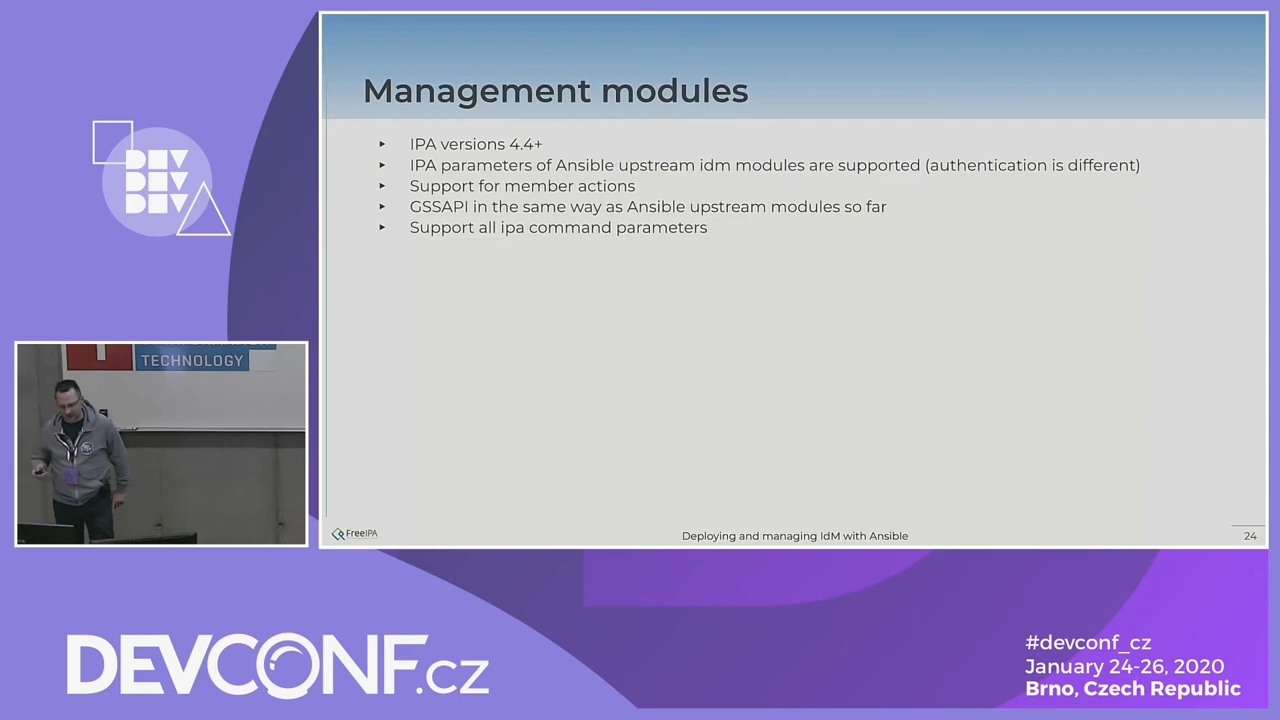 Management modules
IPA versions 4.4+
IPA parameters of Ansible upstream idm modules are supported (authentication is different)
Support for member actions
GSSAPI in the same way as Ansible upstream modules so far
Support all ipa command parameters
FreeIPA
Deploying and managing IdM with Ansible
24
DEV
DEV
DEV
TECHNOLOGY
DEVCONF.cz
#devconf_cz
January 24-26, 2020
Brno, Czech Republic